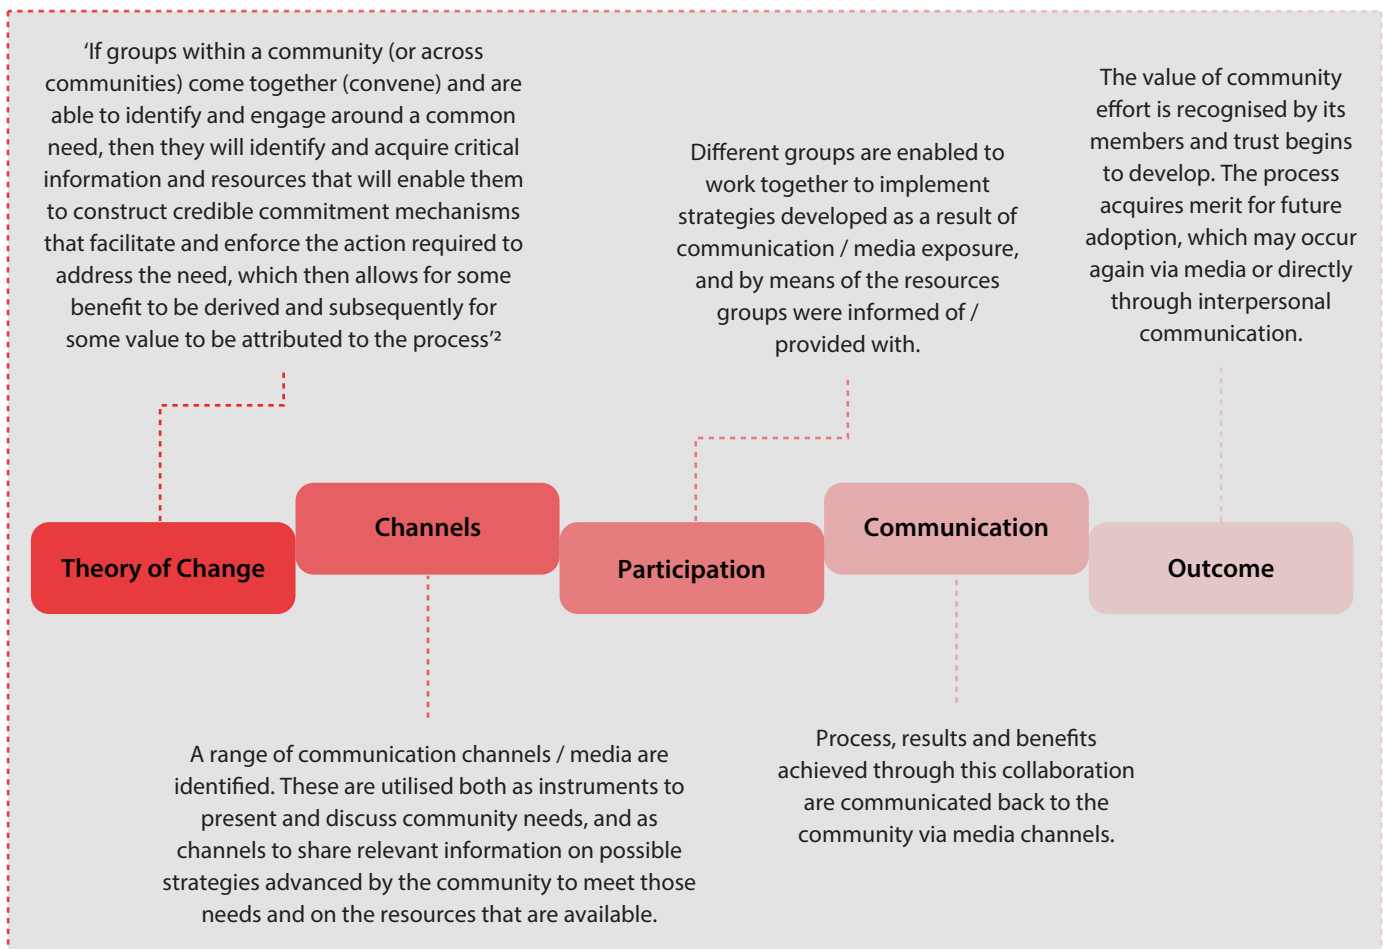 ‘If groups within a community (or across
communities) come together (convene) and are
able to identify and engage around a common
need, then they will identify and acquire critical
information and resources that will enable them
to construct credible commitment mechanisms
that facilitate and enforce the action required to
address the need, which then allows for some
benefit to be derived and subsequently for
some value to be attributed to the process’²
Different groups are enabled to
work together to implement
strategies developed as a result of
communication / media exposure,
and by means of the resources
groups were informed of /
provided with.
The value of community
effort is recognised by its
members and trust begins
to develop. The process
acquires merit for future
adoption, which may occur
again via media or directly
through interpersonal
communication.
Theory of Change
Channels
Participation
Communication
Outcome
A range of communication channels / media are
identified. These are utilised both as instruments to
present and discuss community needs, and as
channels to share relevant information on possible
strategies advanced by the community to meet those
needs and on the resources that are available.
Process, results and benefits
achieved through this collaboration
are communicated back to the
community via media channels.